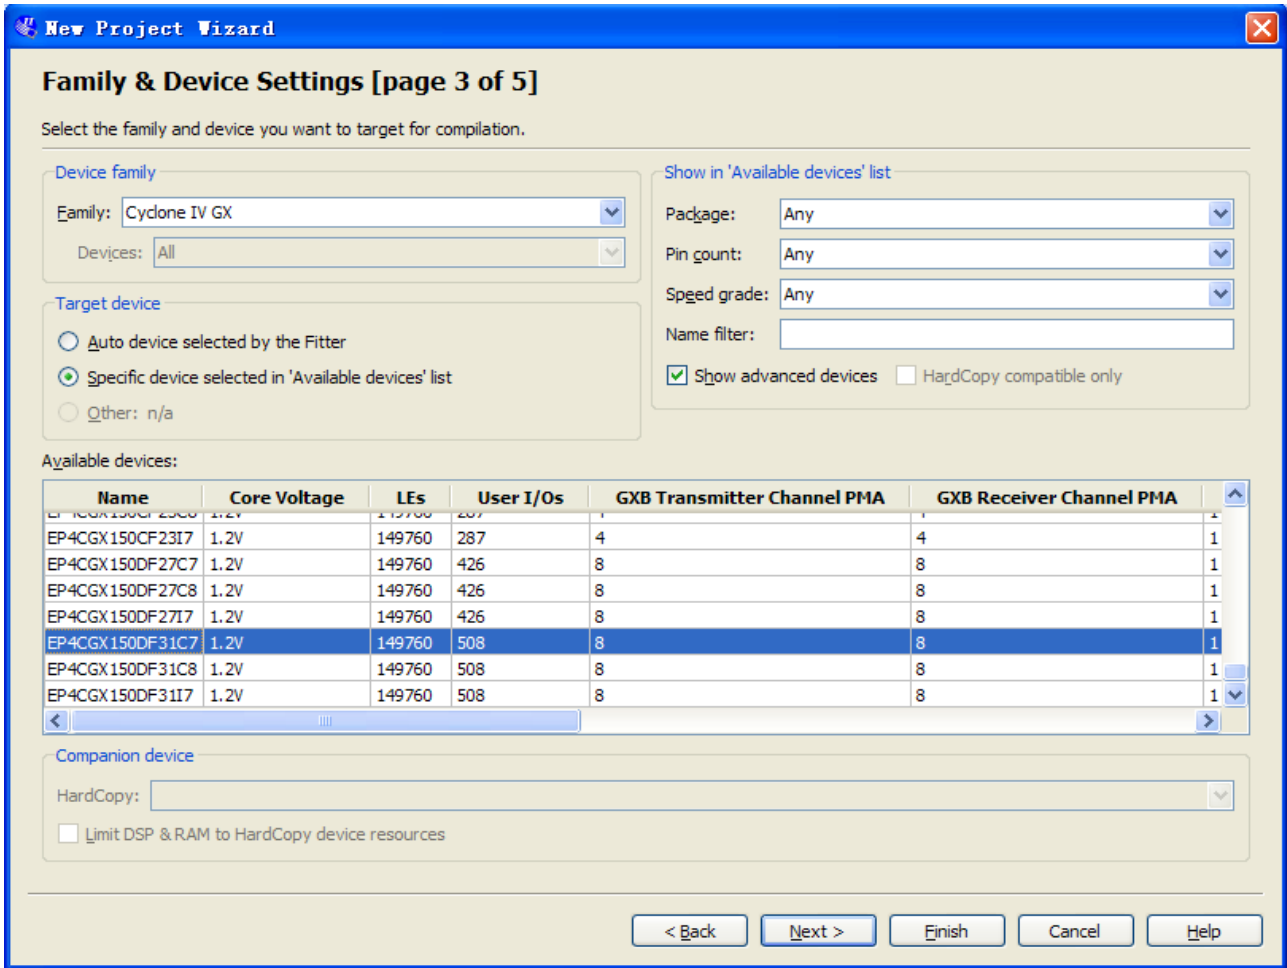 New Project Wizard
Family & Device Settings [page 3 of 5]
Select the family and device you want to target for compilation.
Device family
Family: Cyclone IV GX
Devices: All
Show in 'Available devices' list
Package: Any
Pin count: Any
Speed grade: Any
Name filter:
Show advanced devices HardCopy compatible only
Target device
Auto device selected by the Fitter
Specific device selected in 'Available devices' list
Other: n/a
Available devices:
Name Core Voltage LEs User I/Os GXB Transmitter Channel PMA GXB Receiver Channel PMA
EP4CGX150CF23I7 1.2V 149760 287 4 4 1
EP4CGX150DF27C7 1.2V 149760 426 8 8 1
EP4CGX150DF27C8 1.2V 149760 426 8 8 1
EP4CGX150DF27I7 1.2V 149760 426 8 8 1
EP4CGX150DF31C7 1.2V 149760 508 8 8 1
EP4CGX150DF31C8 1.2V 149760 508 8 8 1
EP4CGX150DF31I7 1.2V 149760 508 8 8 1
Companion device
HardCopy:
Limit DSP & RAM to HardCopy device resources
< Back Next > Finish Cancel Help